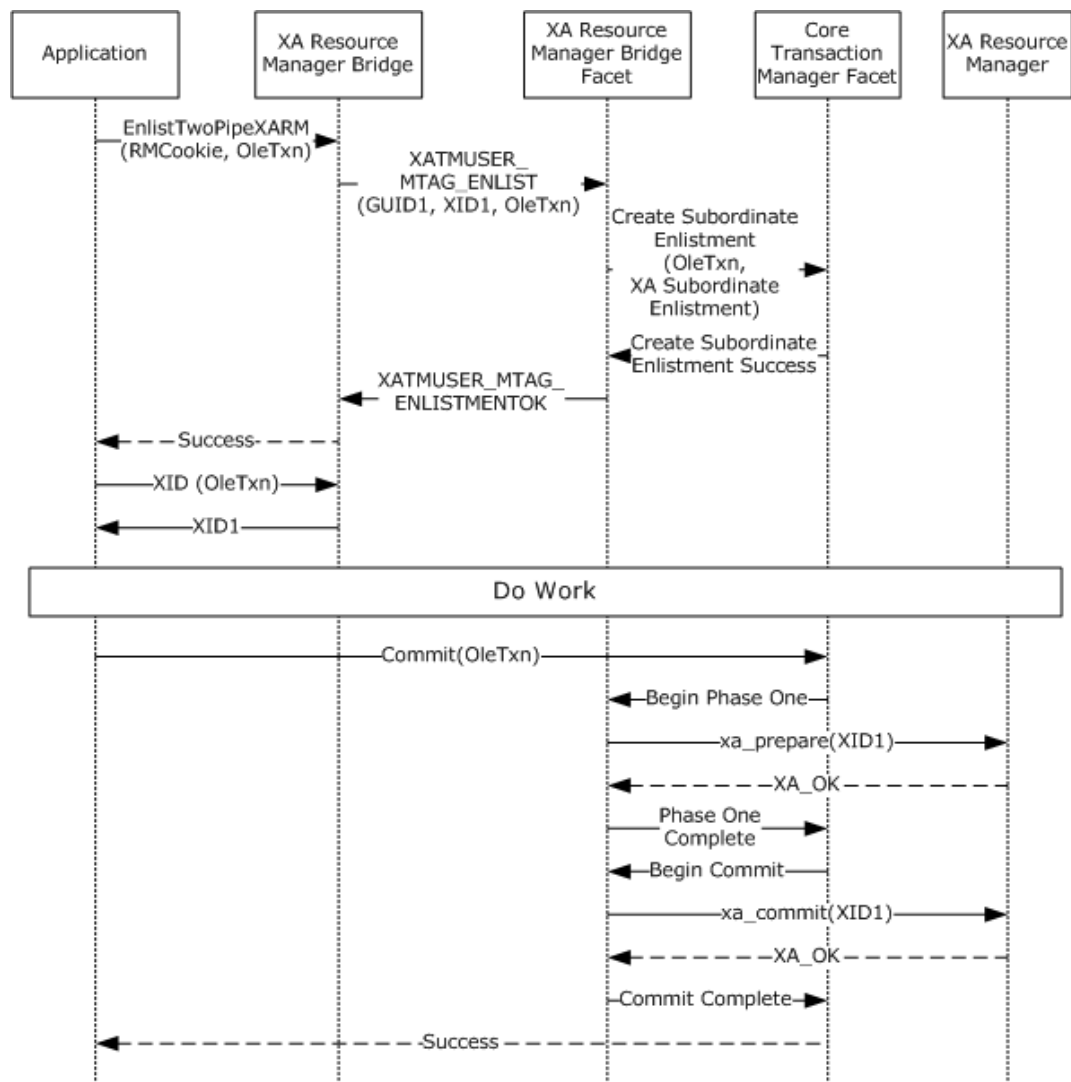 Application
XA Resource
Manager Bridge
XA Resource
Manager Bridge
Facet
Core
Transaction
Manager Facet
XA Resource
Manager
EnlistTwoPipeXARM
(RMCookie, OleTxn)
XATMUSER_
MTAG_ENLIST
(GUID1, XID1, OleTxn)
Create Subordinate
Enlistment
(OleTxn,
XA Subordinate
Enlistment)
Create Subordinate
Enlistment Success
XATMUSER_MTAG_
ENLISTMENTOK
Success
XID (OleTxn)
XID1
Do Work
Commit(OleTxn)
Begin Phase One
xa_prepare(XID1)
XA_OK
Phase One
Complete
Begin Commit
xa_commit(XID1)
XA_OK
Commit Complete
Success